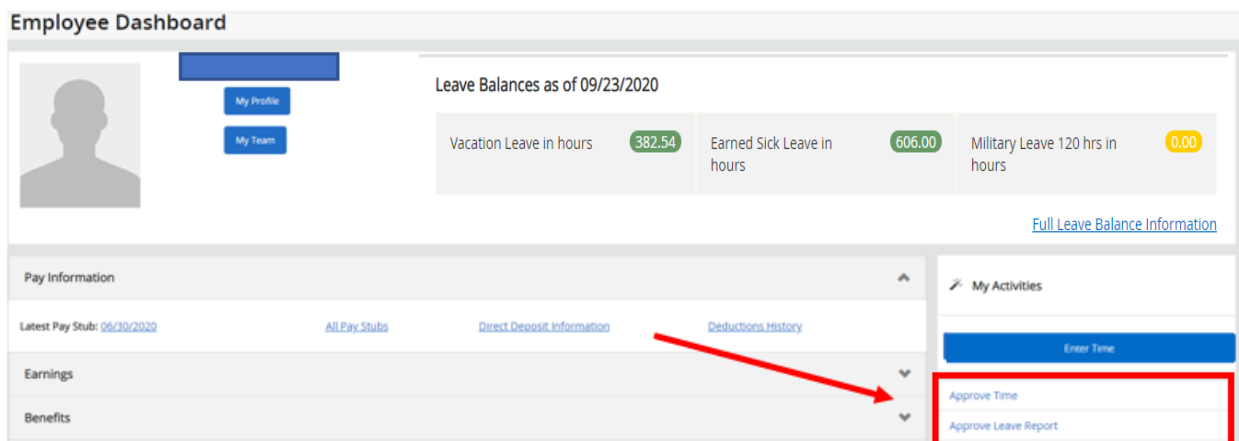 Employee Dashboard
My Profile
My Team
Leave Balances as of 09/23/2020
Vacation Leave in hours
382.54
Earned Sick Leave in
hours
606.00
Military Leave 120 hrs in
hours
0.00
Full Leave Balance Information
Pay Information
Latest Pay Stub: 06/30/2020
All Pay Stubs
Direct Deposit Information
Deductions History
Earnings
Benefits
My Activities
Enter Time
Approve Time
Approve Leave Report